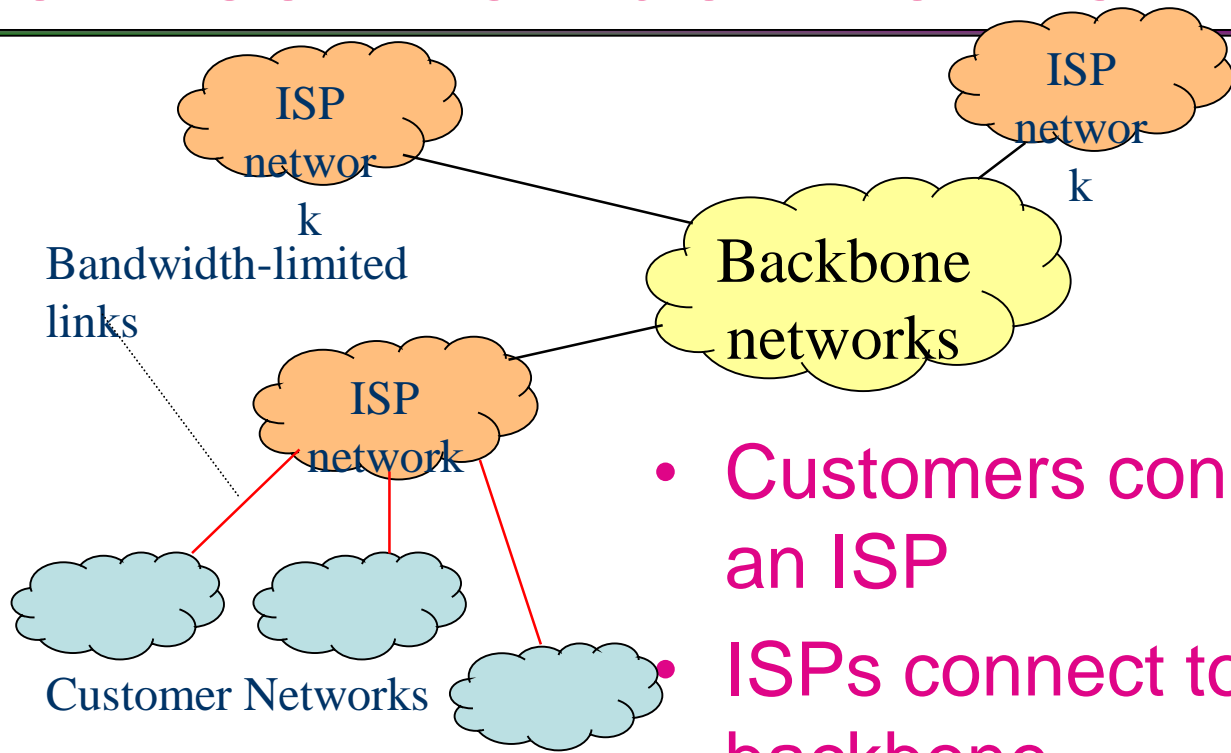 ISP
networ
k
ISP
networ
k
Bandwidth-limited
links
Backbone
networks
ISP
network
Customer Networks
• Customers con
an ISP
• ISPs connect to
backbone